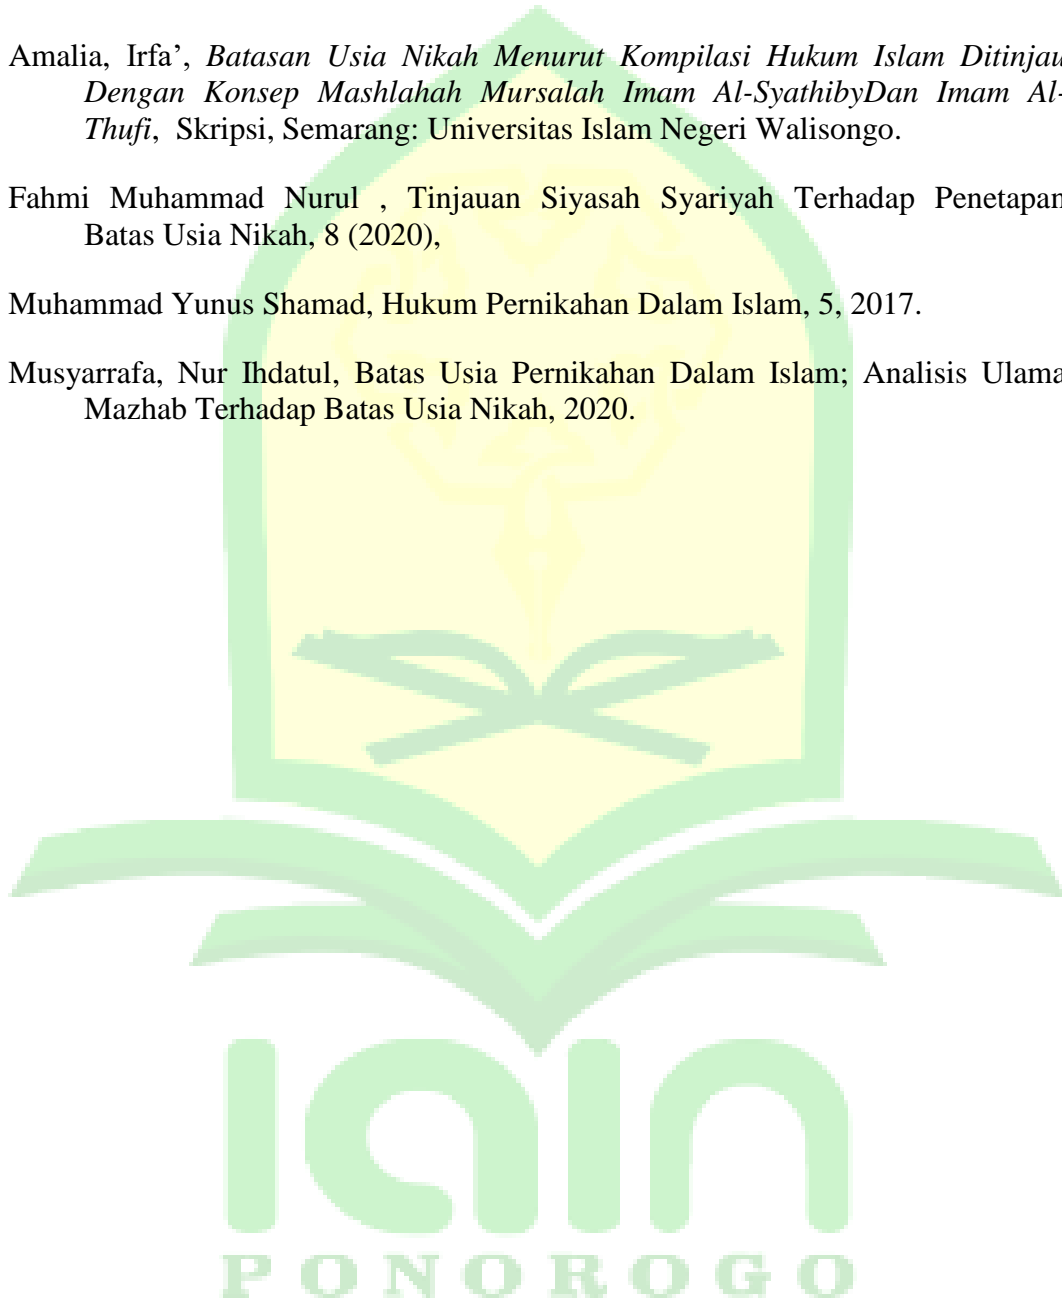 Amalia, Irfa’, Batasan Usia Nikah Menurut Kompilasi Hukum Islam Ditinjau
Dengan Konsep Mashlahah Mursalah Imam Al-SyathibyDan Imam Al-
Thufi, Skripsi, Semarang: Universitas Islam Negeri Walisongo.
Fahmi Muhammad Nurul , Tinjauan Siyasah Syariyah Terhadap Penetapan
Batas Usia Nikah, 8 (2020),
Muhammad Yunus Shamad, Hukum Pernikahan Dalam Islam, 5, 2017.
Musyarrafa, Nur Ihdatul, Batas Usia Pernikahan Dalam Islam; Analisis Ulama
Mazhab Terhadap Batas Usia Nikah, 2020.
iain
PONOROGO